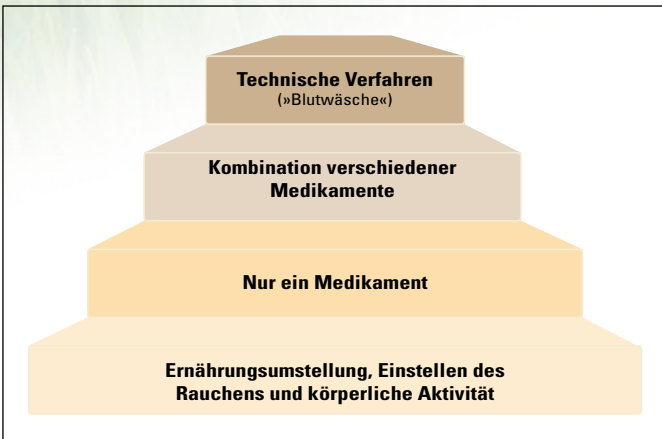 Technische Verfahren
(»Blutwäsche«)
Kombination verschiedener
Medikamente
Nur ein Medikament
Ernährungsumstellung, Einstellen des
Rauchens und körperliche Aktivität